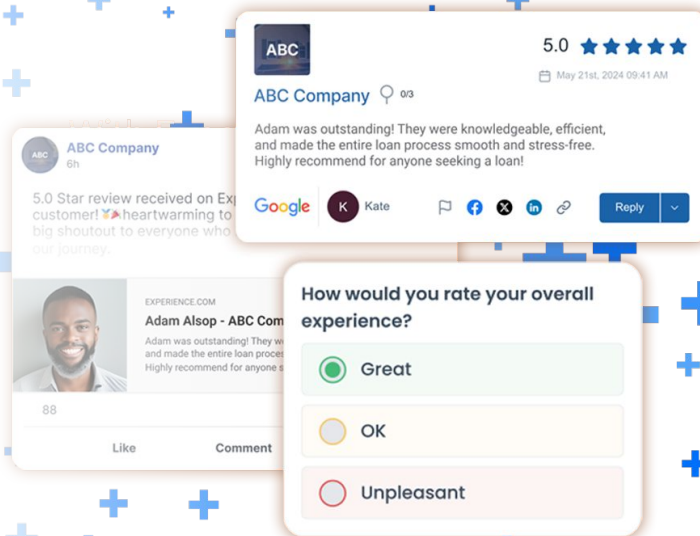 ABC
5.0
May 21st, 2024 09:41 AM
ABC Company 0/3
Adam was outstanding! They were knowledgeable, efficient,
and made the entire loan process smooth and stress-free.
Highly recommend for anyone seeking a loan!
Google K Kate X in Reply
ABC
ABC Company
6h
5.0 Star review received on
customer! heartwarming to
big shoutout to everyone who
our journey.
EXPERIENCE.COM
Adam Alsop - ABC
Adam was outstanding! They
and made the entire loan
Highly recommend for anyone
88
Like Comment
How would you rate your overall
experience?
Great
OK
Unpleasant